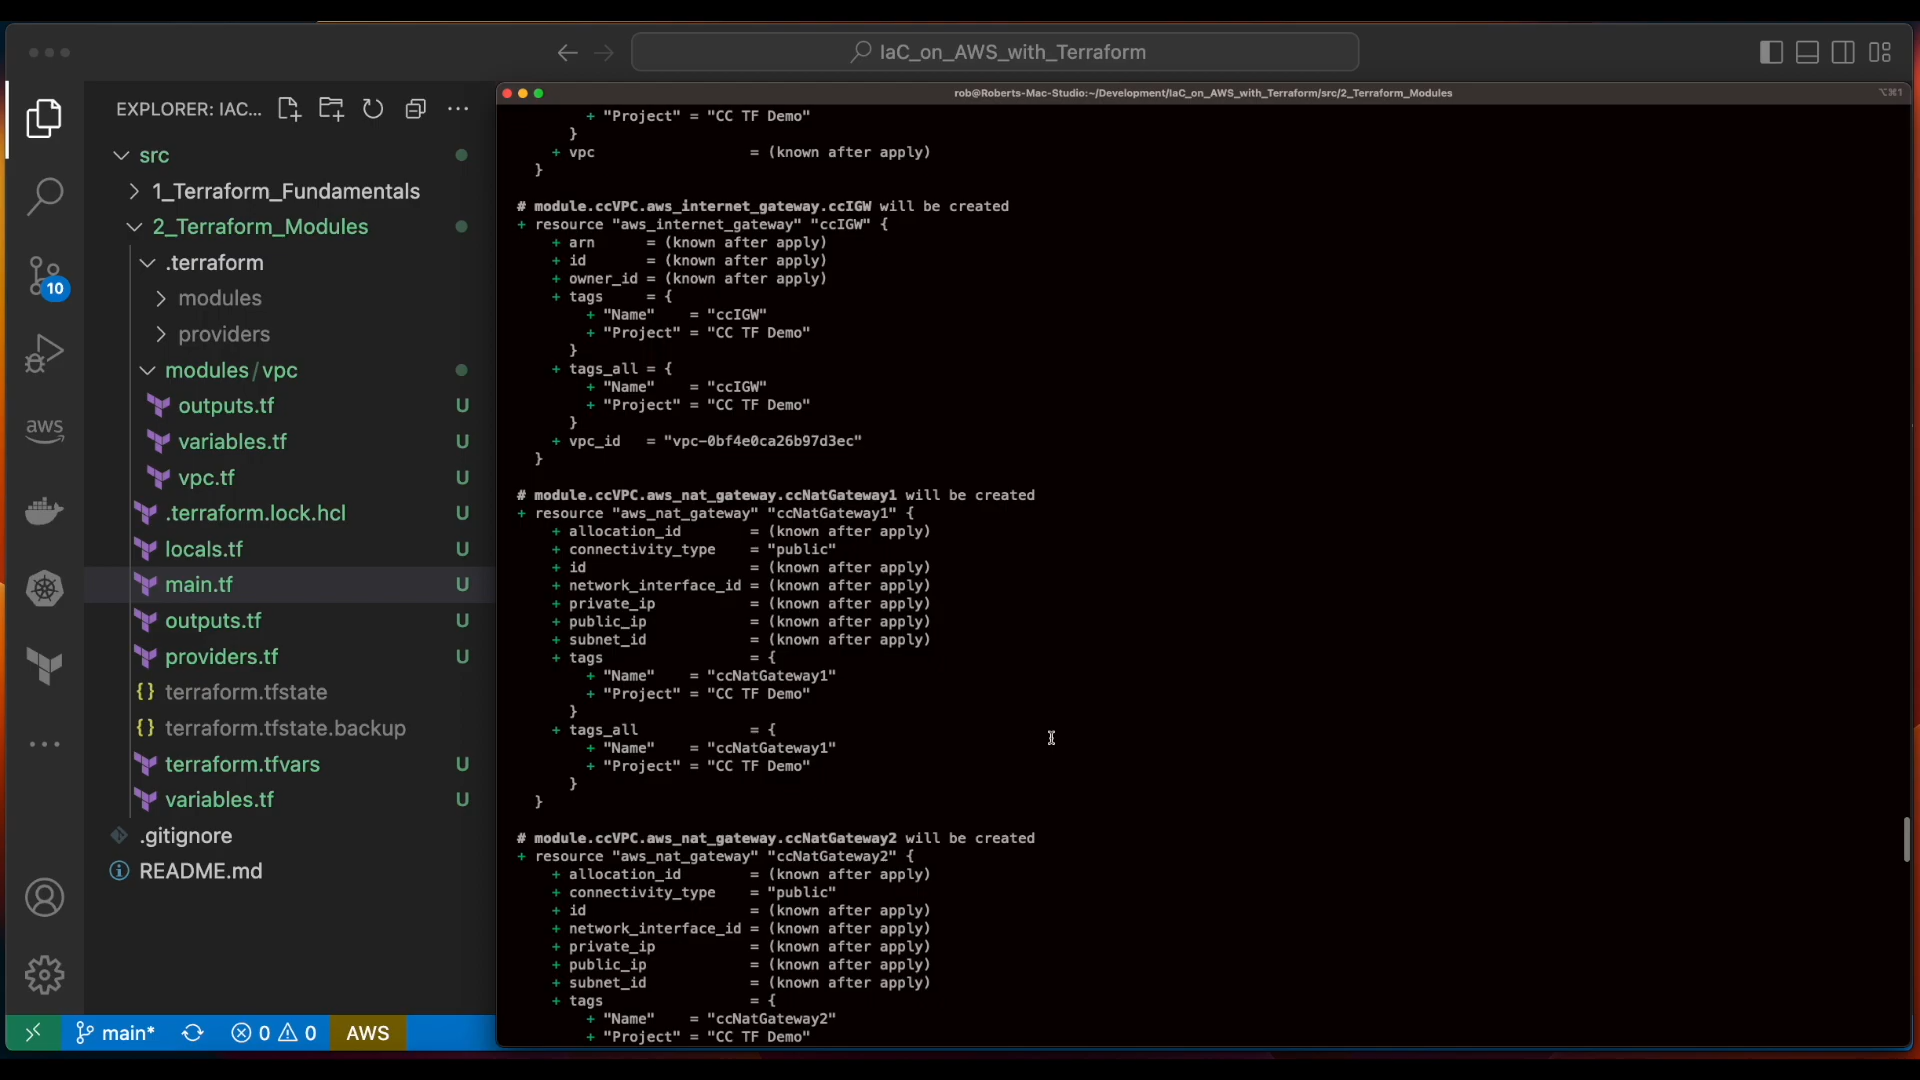 IaC_on_AWS_with_Terraform
EXPLORER: IAC...
src
1_Terraform_Fundamentals
2_Terraform_Modules
.terraform
modules
providers
modules/vpc
outputs.tf U
variables.tf U
vpc.tf U
.terraform.lock.hcl U
locals.tf U
main.tf U
outputs.tf U
providers.tf U
{} terraform.tfstate
{} terraform.tfstate.backup
terraform.tfvars U
variables.tf U
.gitignore
README.md
10
aws
main* 0 0 AWS
rob@Roberts-Mac-Studio:~/Development/IaC_on_AWS_with_Terraform/src/2_Terraform_Modules ⌥⌘1
+ "Project" = "CC TF Demo"
}
+ vpc = (known after apply)
}
# module.ccVPC.aws_internet_gateway.ccIGW will be created
+ resource "aws_internet_gateway" "ccIGW" {
+ arn = (known after apply)
+ id = (known after apply)
+ owner_id = (known after apply)
+ tags = {
+ "Name" = "ccIGW"
+ "Project" = "CC TF Demo"
}
+ tags_all = {
+ "Name" = "ccIGW"
+ "Project" = "CC TF Demo"
}
+ vpc_id = "vpc-0bf4e0ca26b97d3ec"
}
# module.ccVPC.aws_nat_gateway.ccNatGateway1 will be created
+ resource "aws_nat_gateway" "ccNatGateway1" {
+ allocation_id = (known after apply)
+ connectivity_type = "public"
+ id = (known after apply)
+ network_interface_id = (known after apply)
+ private_ip = (known after apply)
+ public_ip = (known after apply)
+ subnet_id = (known after apply)
+ tags = {
+ "Name" = "ccNatGateway1"
+ "Project" = "CC TF Demo"
}
+ tags_all = {
+ "Name" = "ccNatGateway1"
+ "Project" = "CC TF Demo"
}
}
# module.ccVPC.aws_nat_gateway.ccNatGateway2 will be created
+ resource "aws_nat_gateway" "ccNatGateway2" {
+ allocation_id = (known after apply)
+ connectivity_type = "public"
+ id = (known after apply)
+ network_interface_id = (known after apply)
+ private_ip = (known after apply)
+ public_ip = (known after apply)
+ subnet_id = (known after apply)
+ tags = {
+ "Name" = "ccNatGateway2"
+ "Project" = "CC TF Demo"